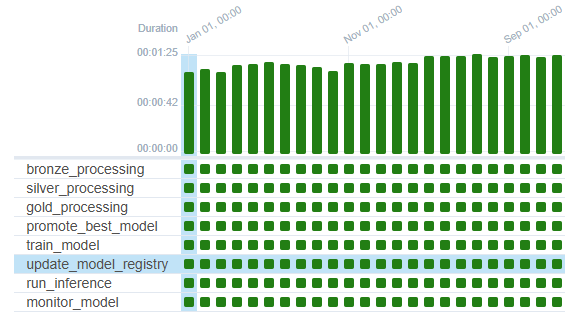 Duration
Jan 01, 00:00
Nov 01, 00:00
Sep 01, 00:00
00:01:25
00:00:42
00:00:00
bronze_processing
silver_processing
gold_processing
promote_best_model
train_model
update_model_registry
run_inference
monitor_model